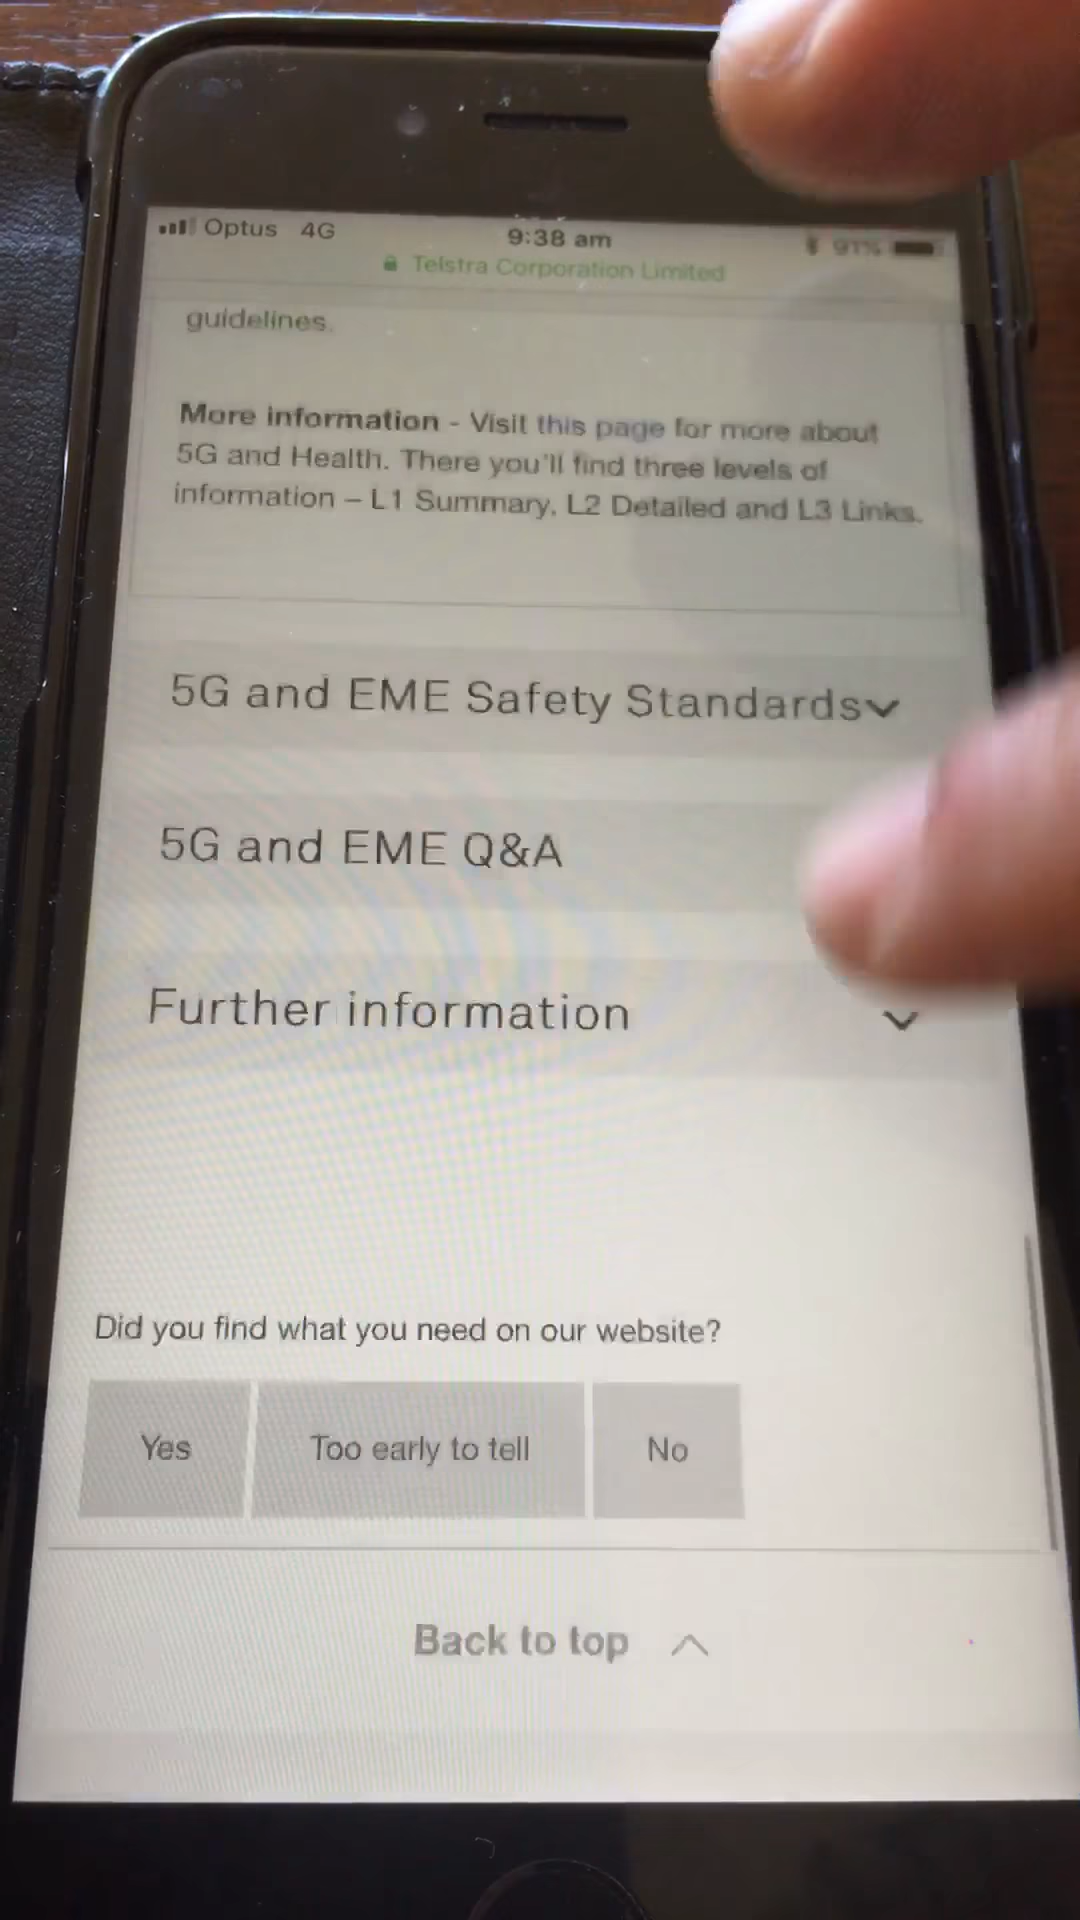 Optus 4G 9:38 am 91%
Telstra Corporation Limited
guidelines.
More information - Visit this page for more about
5G and Health. There you'll find three levels of
information – L1 Summary, L2 Detailed and L3 Links.
5G and EME Safety Standards
5G and EME Q&A
Further information
Did you find what you need on our website?
Yes Too early to tell No
Back to top